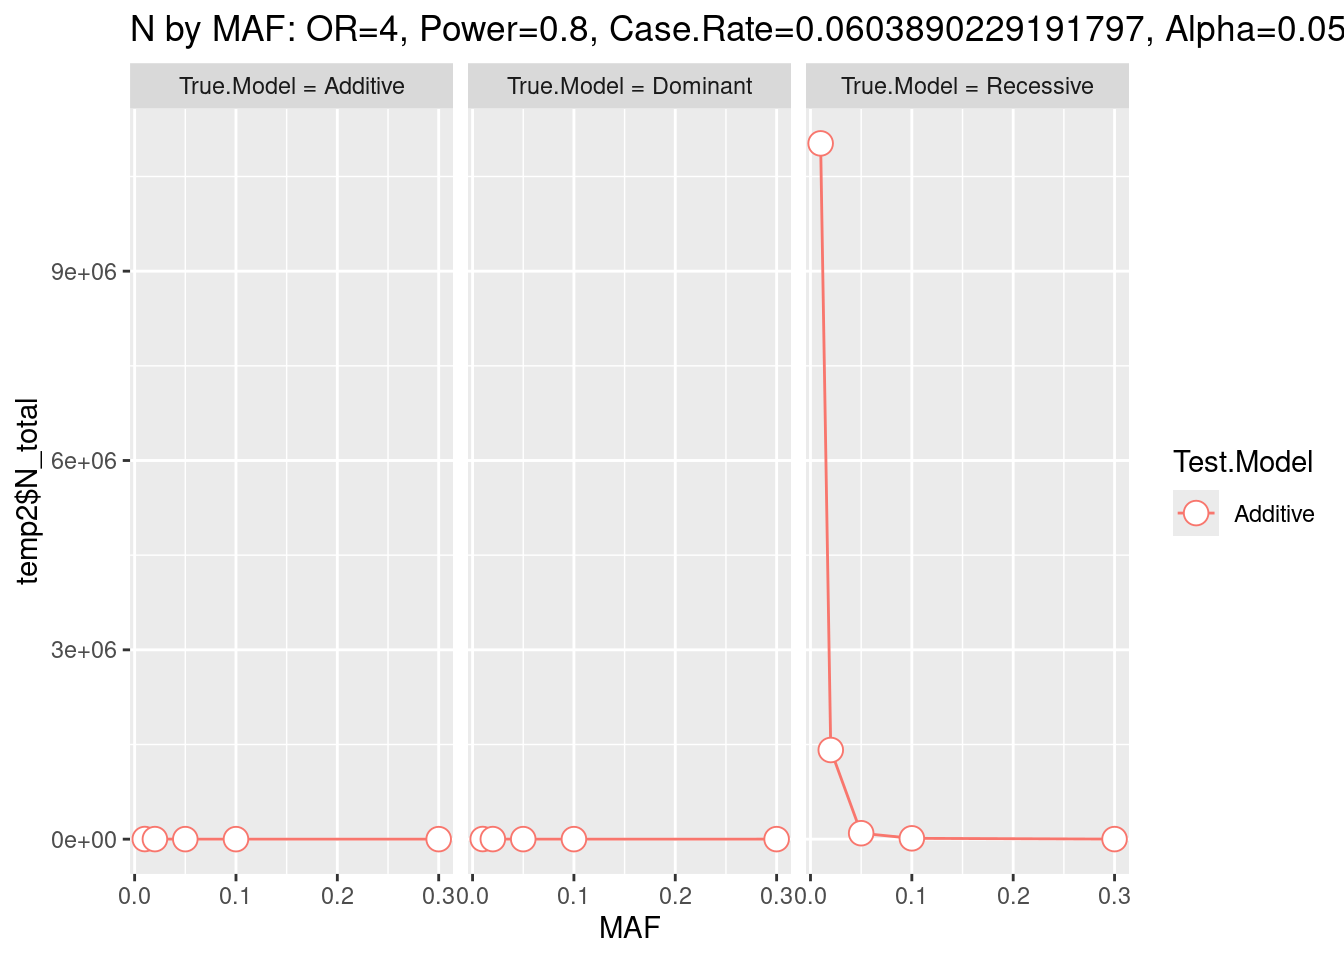 N by MAF: OR=4, Power=0.8, Case.Rate=0.0603890229191797, Alpha=0.05
True.Model = Additive
True.Model = Dominant
True.Model = Recessive
temp2$N_total
9e+06
6e+06
3e+06
0e+00
0.0 0.1 0.2 0.3
0.0 0.1 0.2 0.3
0.0 0.1 0.2 0.3
MAF
Test.Model
Additive